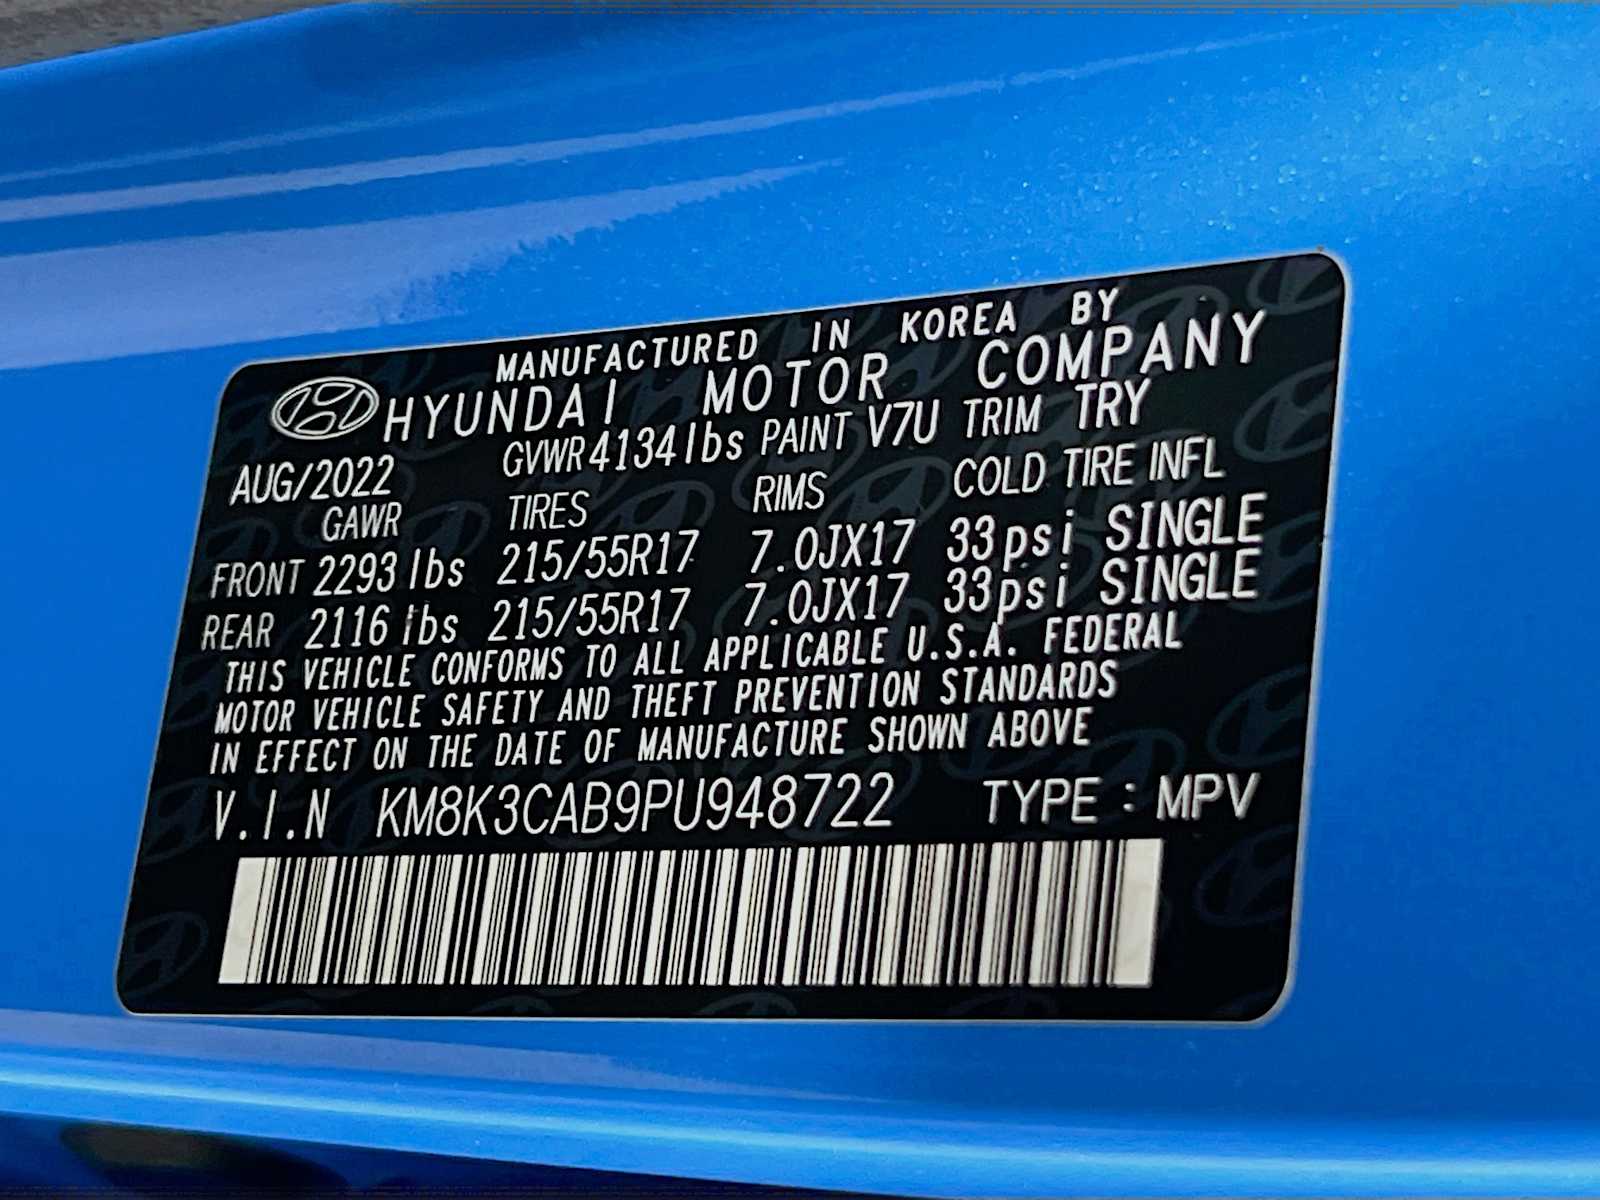 MANUFACTURED IN KOREA BY
HYUNDAI MOTOR COMPANY
AUG/2022 GVWR 4134lbs PAINT V7U TRIM TRY
GAWR TIRES RIMS COLD TIRE INFL
FRONT 2293 lbs 215/55R17 7.0JX17 33psi SINGLE
REAR 2116 lbs 215/55R17 7.0JX17 33psi SINGLE
THIS VEHICLE CONFORMS TO ALL APPLICABLE U.S.A. FEDERAL
MOTOR VEHICLE SAFETY AND THEFT PREVENTION STANDARDS
IN EFFECT ON THE DATE OF MANUFACTURE SHOWN ABOVE
V.I.N KM8K3CAB9PU948722 TYPE : MPV